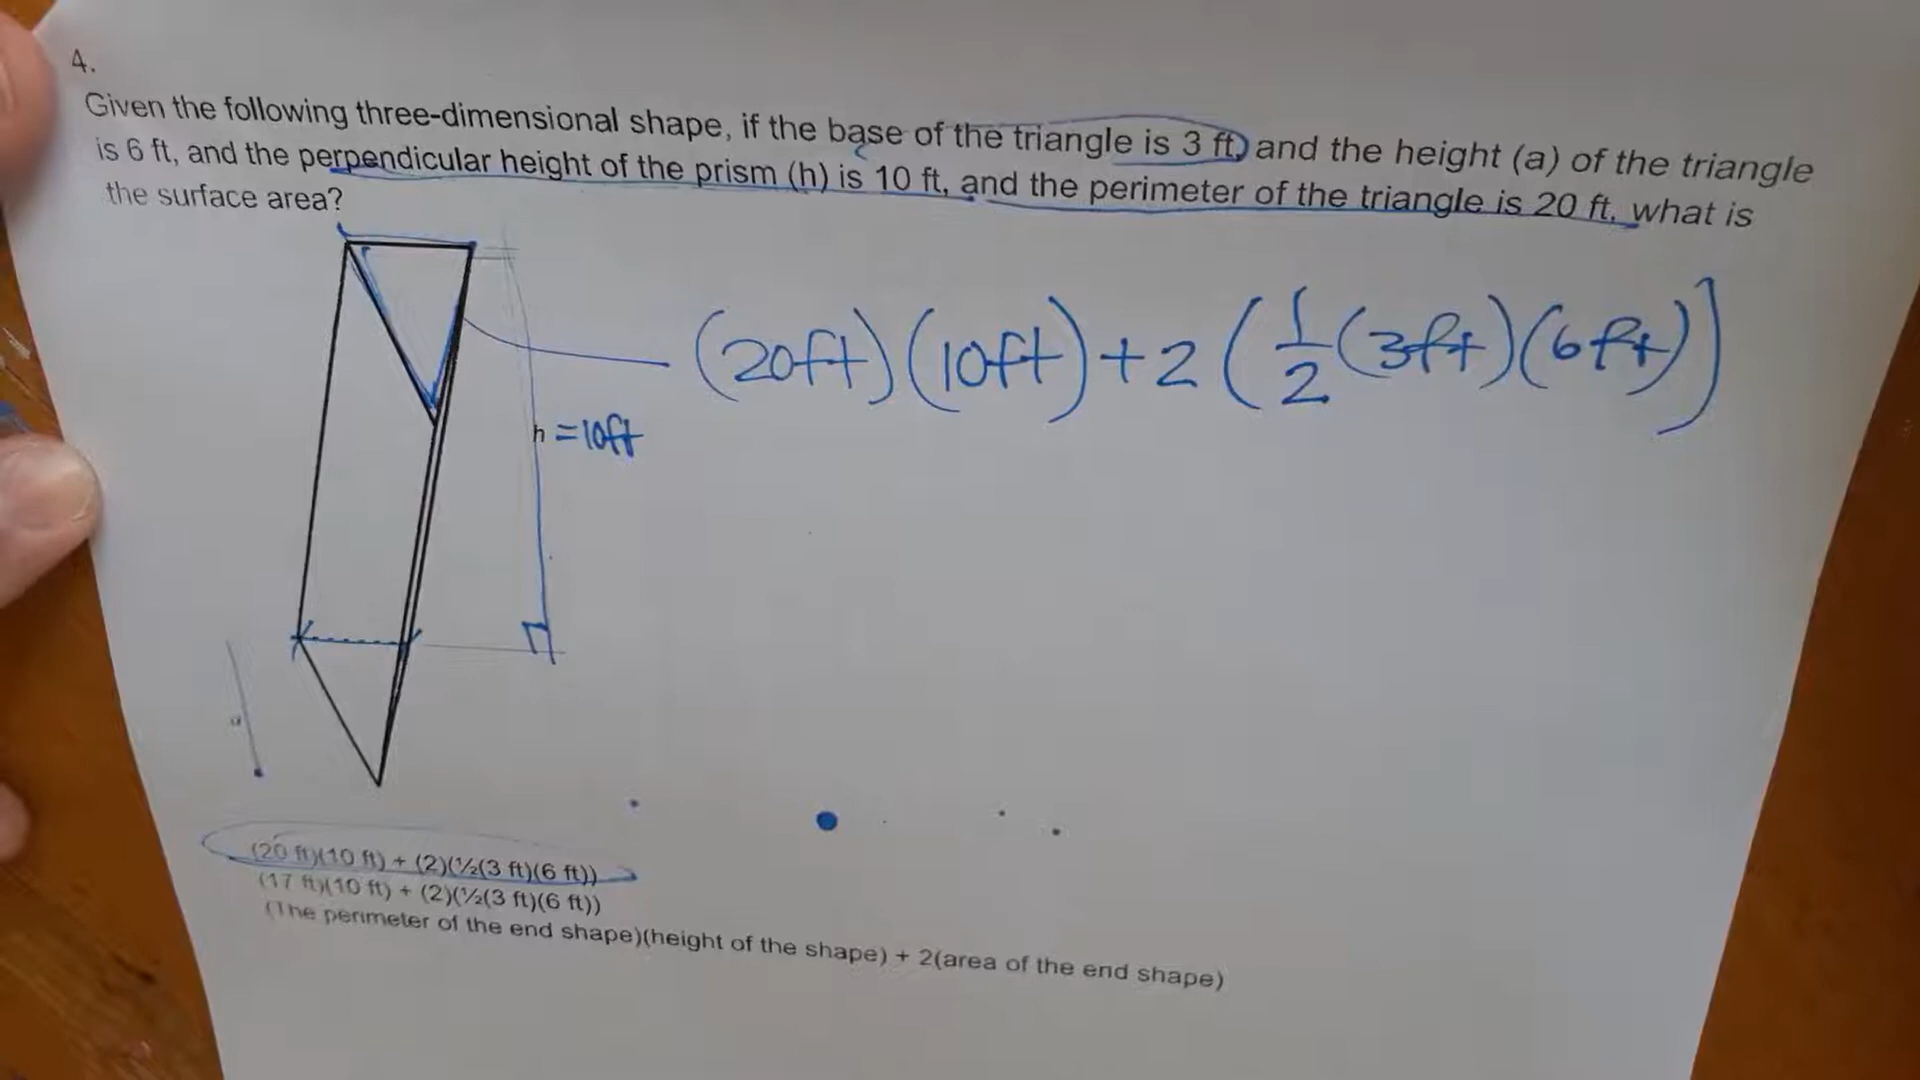 4.
Given the following three-dimensional shape, if the base of the triangle is 3 ft, and the height (a) of the triangle
is 6 ft, and the perpendicular height of the prism (h) is 10 ft, and the perimeter of the triangle is 20 ft, what is
the surface area?
(20ft)(10ft)+2(1/2(3ft)(6ft))
h =10ft
a
(20 ft)(10 ft) + (2)(½(3 ft)(6 ft))
(17 ft)(10 ft) + (2)(½(3 ft)(6 ft))
(The perimeter of the end shape)(height of the shape) + 2(area of the end shape)